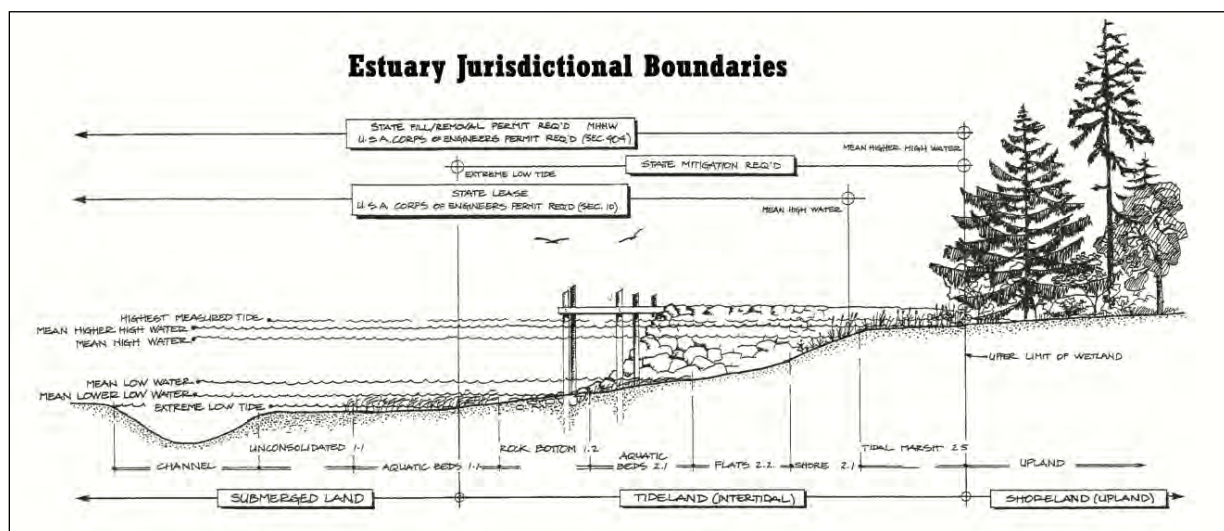 Estuary Jurisdictional Boundaries
STATE FILL/REMOVAL PERMIT REQ'D MHHW
U.S.A. CORPS OF ENGINEERS PERMIT REQ'D (SEC. 404)
MEAN HIGHER HIGH WATER
EXTREME LOW TIDE
STATE MITIGATION REQ'D
STATE LEASE
U.S.A. CORPS OF ENGINEERS PERMIT REQ'D (SEC. 10)
MEAN HIGH WATER
HIGHEST MEASURED TIDE
MEAN HIGHER HIGH WATER
MEAN HIGH WATER
UPPER LIMIT OF WETLAND
MEAN LOW WATER
MEAN LOWER LOW WATER
EXTREME LOW TIDE
UNCONSOLIDATED 1.1
ROCK BOTTOM 1.2
TIDAL MARSH 2.5
CHANNEL
AQUATIC BEDS 1.1
AQUATIC
BEDS 2.1
FLATS 2.2
SHORE 2.1
UPLAND
SUBMERGED LAND
TIDELAND (INTERTIDAL)
SHORELAND (UPLAND)